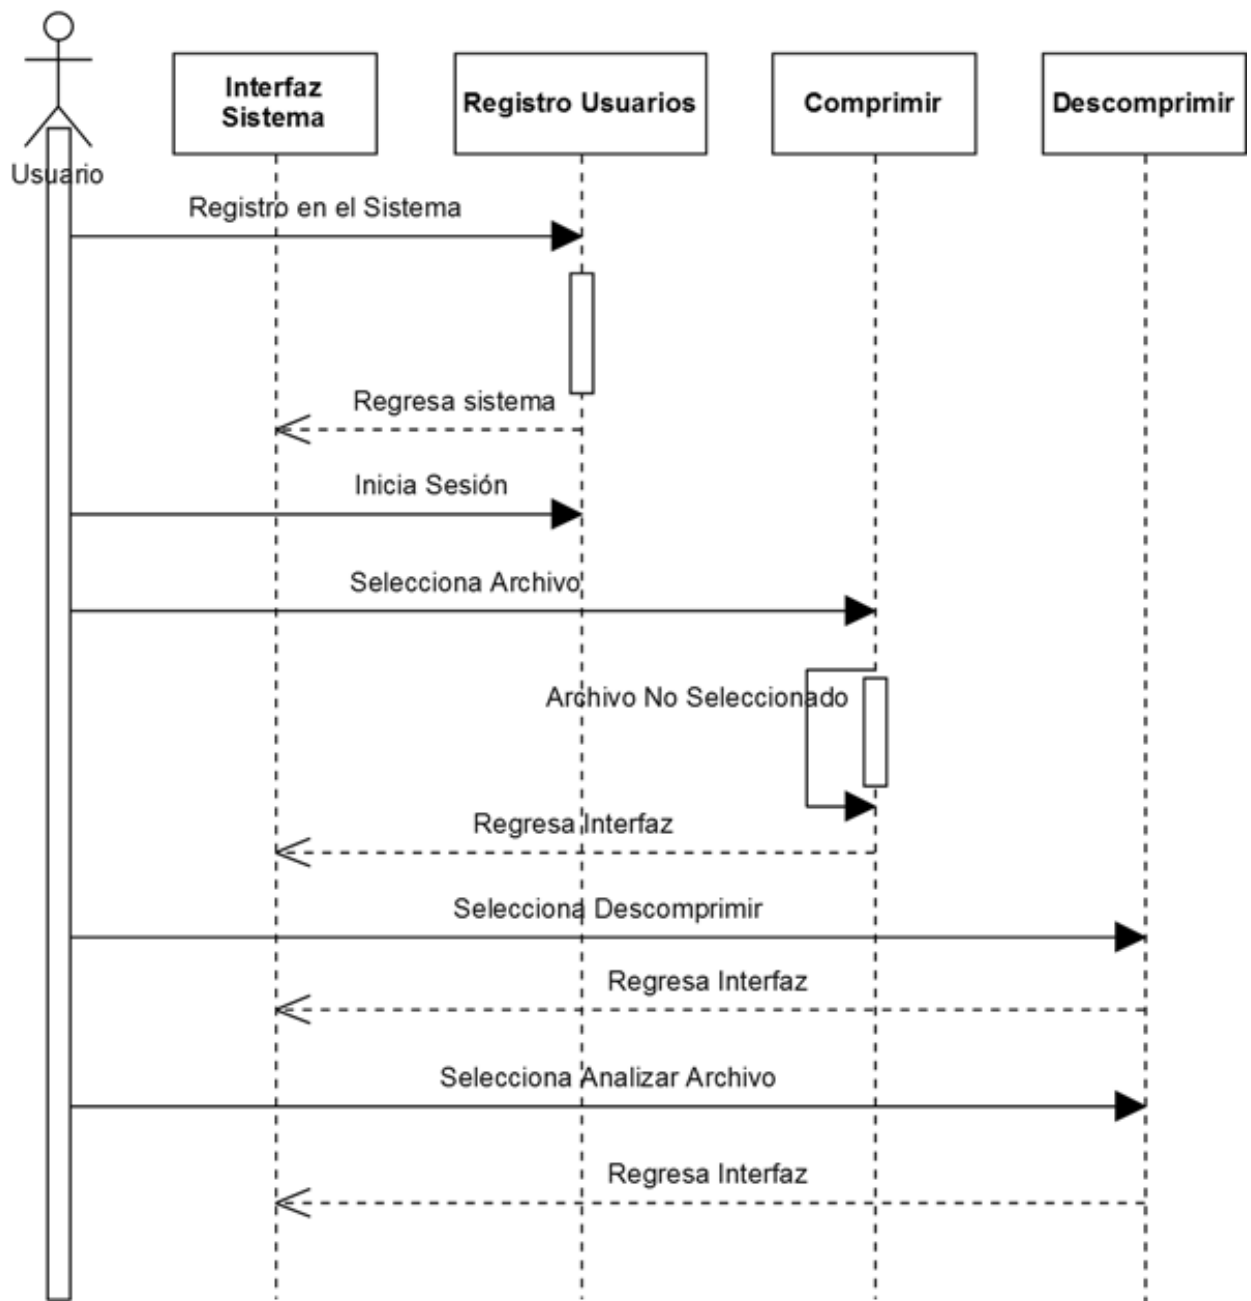 Interfaz
Sistema
Registro Usuarios
Comprimir
Descomprimir
Usuario
Registro en el Sistema
Regresa sistema
Inicia Sesión
Selecciona Archivo
Archivo No Seleccionado
Regresa Interfaz
Selecciona Descomprimir
Regresa Interfaz
Selecciona Analizar Archivo
Regresa Interfaz